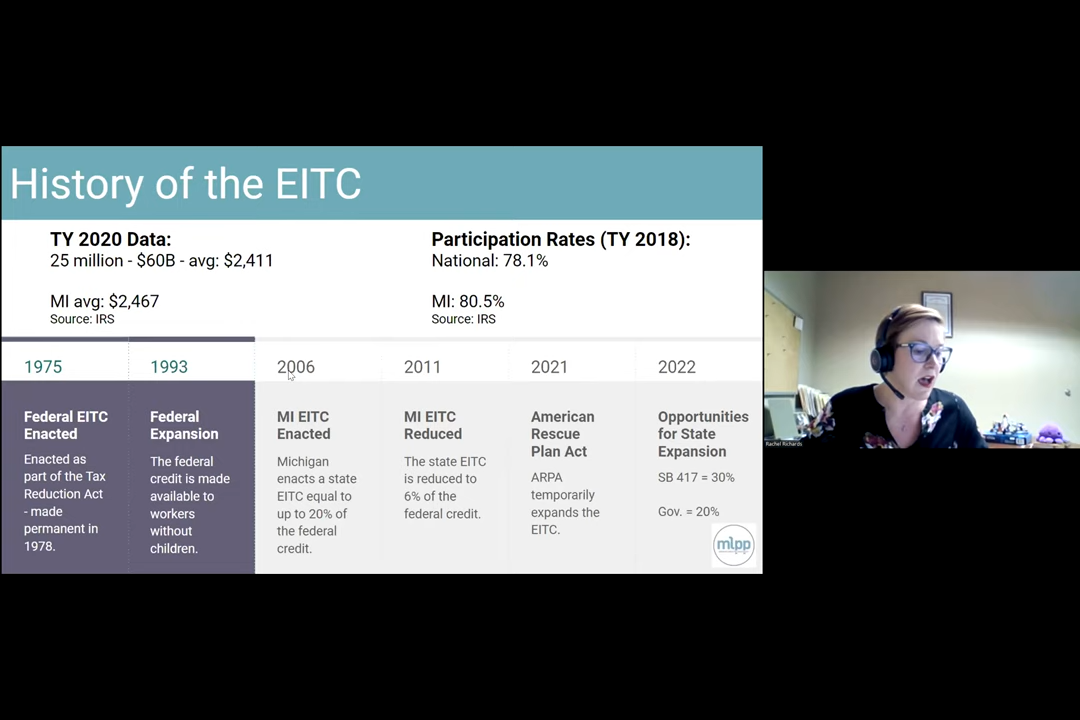 History of the EITC
TY 2020 Data:
25 million - $60B - avg: $2,411
MI avg: $2,467
Source: IRS
Participation Rates (TY 2018):
National: 78.1%
MI: 80.5%
Source: IRS
1975
Federal EITC
Enacted
Enacted as
part of the Tax
Reduction Act
- made
permanent in
1978.
1993
Federal
Expansion
The federal
credit is made
available to
workers
without
children.
2006
MI EITC
Enacted
Michigan
enacts a state
EITC equal to
up to 20% of
the federal
credit.
2011
MI EITC
Reduced
The state EITC
is reduced to
6% of the
federal credit.
2021
American
Rescue
Plan Act
ARPA
temporarily
expands the
EITC.
2022
Opportunities
for State
Expansion
SB 417 = 30%
Gov. = 20%
mlpp
Rachel Richards